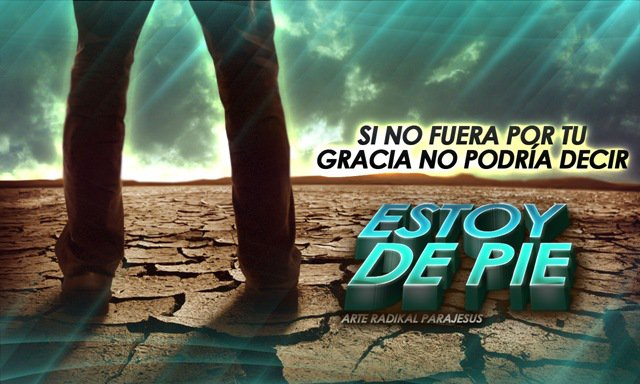 SI NO FUERA POR TU
GRACIA NO PODRÍA DECIR
ESTOY
DE PIE
ARTE RADIKAL PARAJESUS